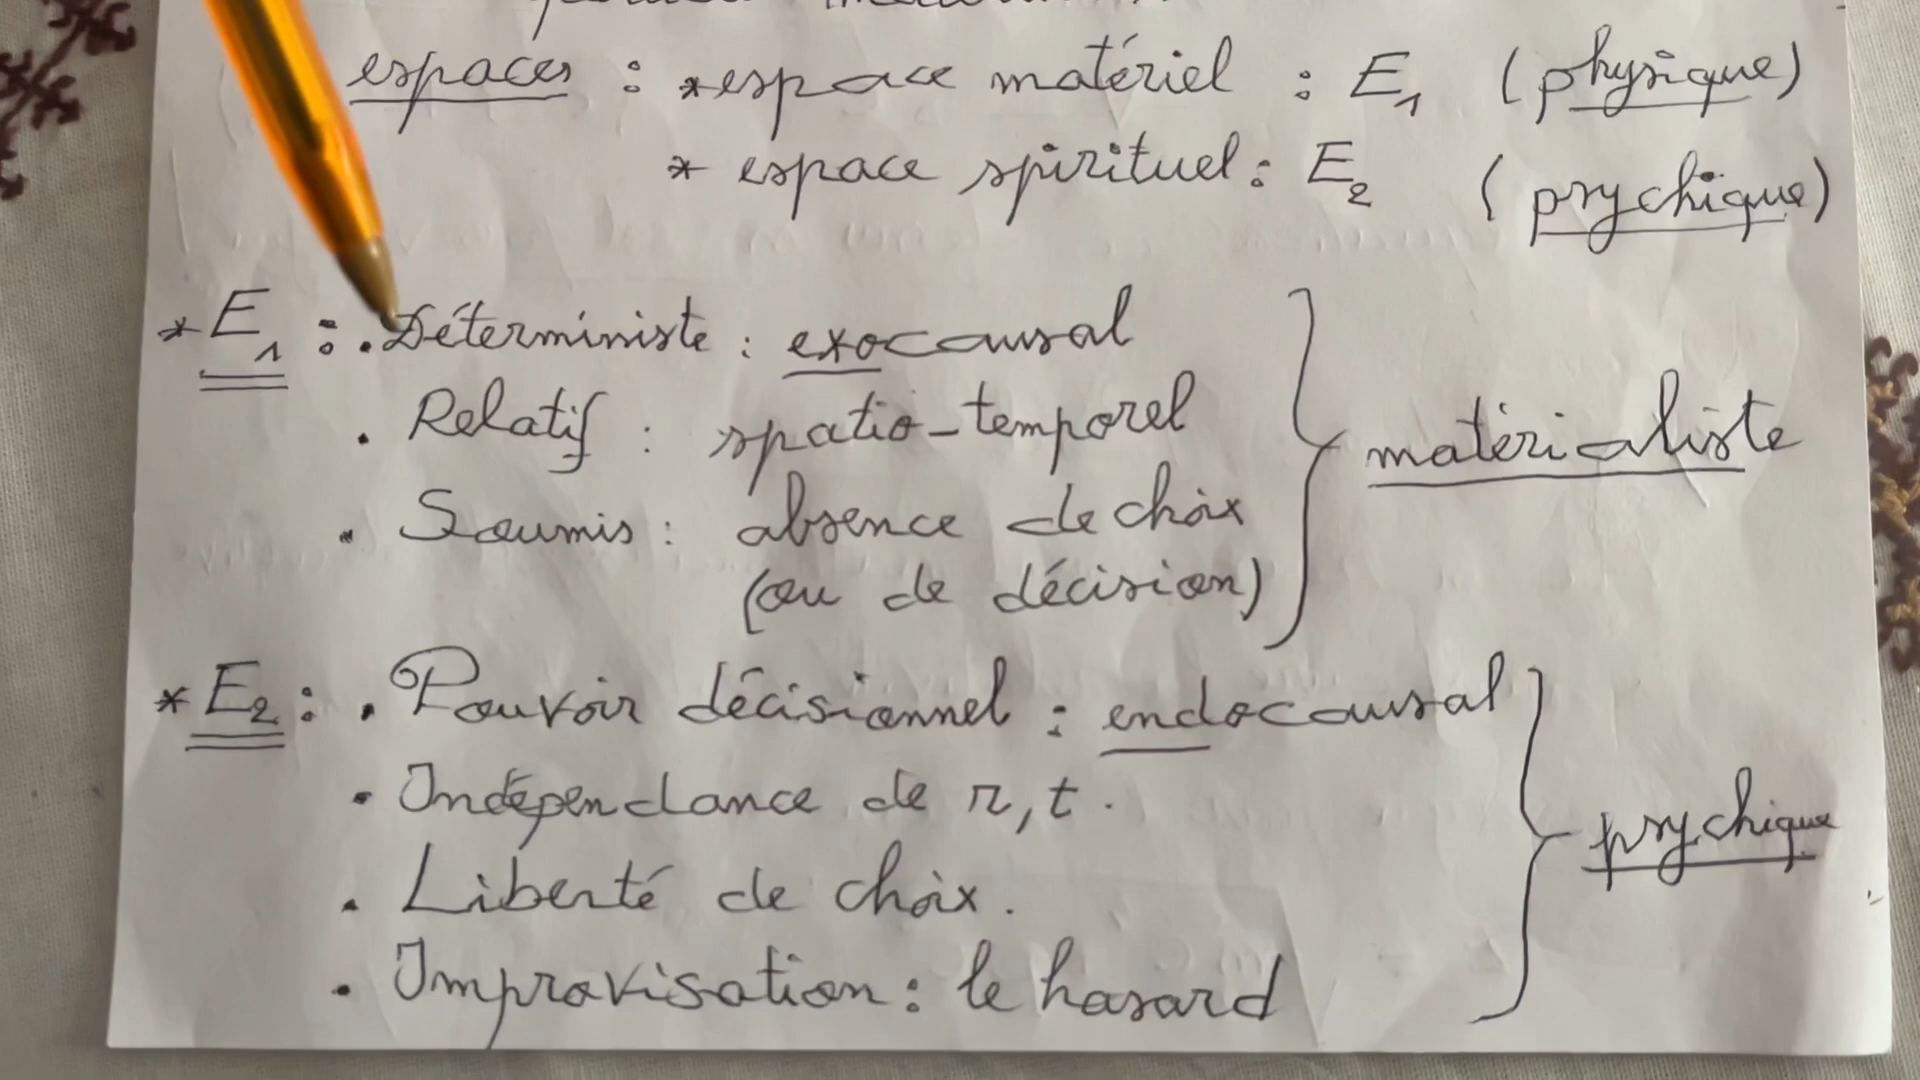 espaces : * espace matériel : E1 (physique)
* espace spirituel : E2 (psychique)
* E1 : . Déterministe : exocausal
. Relatif : spatio-temporel
. Soumis : absence de choix
(ou de décision)
matérialiste
* E2 : . Pouvoir décisionnel : endocausal
. Indépendance de r, t .
. Liberté de choix .
. Improvisation : le hasard
psychique